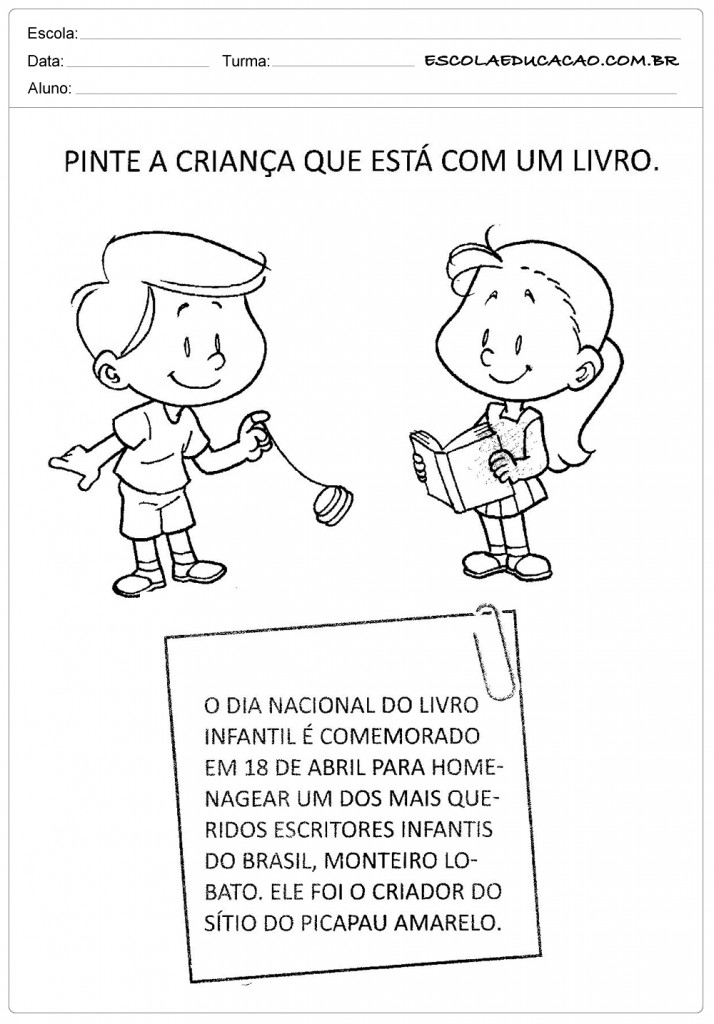 Escola:
Data: Turma: ESCOLAEDUCACAO.COM.BR
Aluno:
PINTE A CRIANÇA QUE ESTÁ COM UM LIVRO.
O DIA NACIONAL DO LIVRO
INFANTIL É COMEMORADO
EM 18 DE ABRIL PARA HOME-
NAGEAR UM DOS MAIS QUE-
RIDOS ESCRITORES INFANTIS
DO BRASIL, MONTEIRO LO-
BATO. ELE FOI O CRIADOR DO
SÍTIO DO PICAPAU AMARELO.